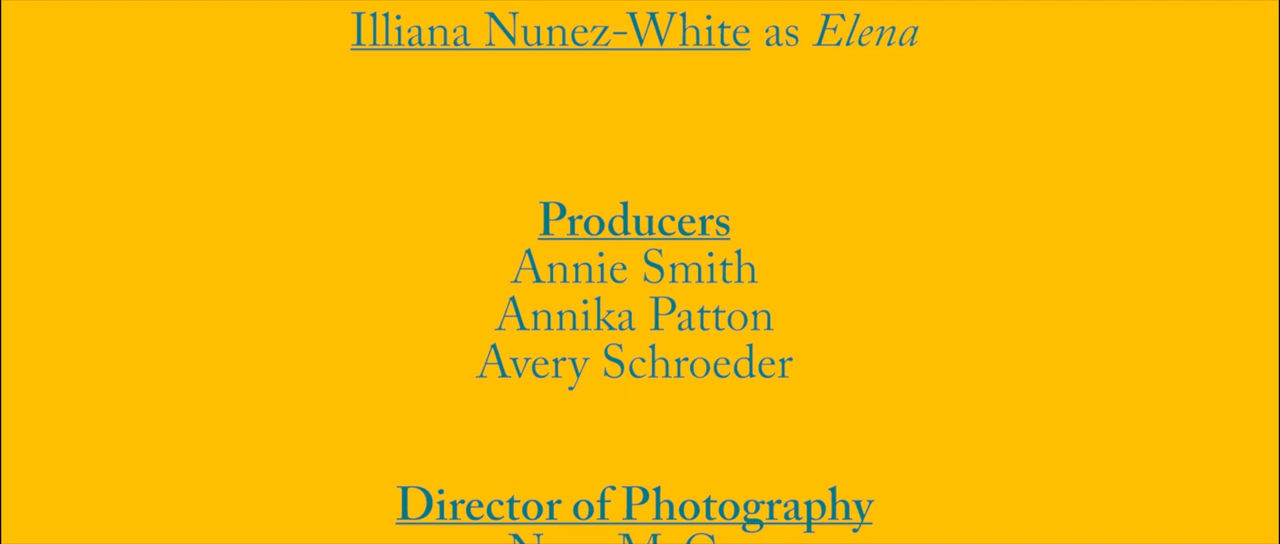 Illiana Nunez-White as Elena
Producers
Annie Smith
Annika Patton
Avery Schroeder
Director of Photography